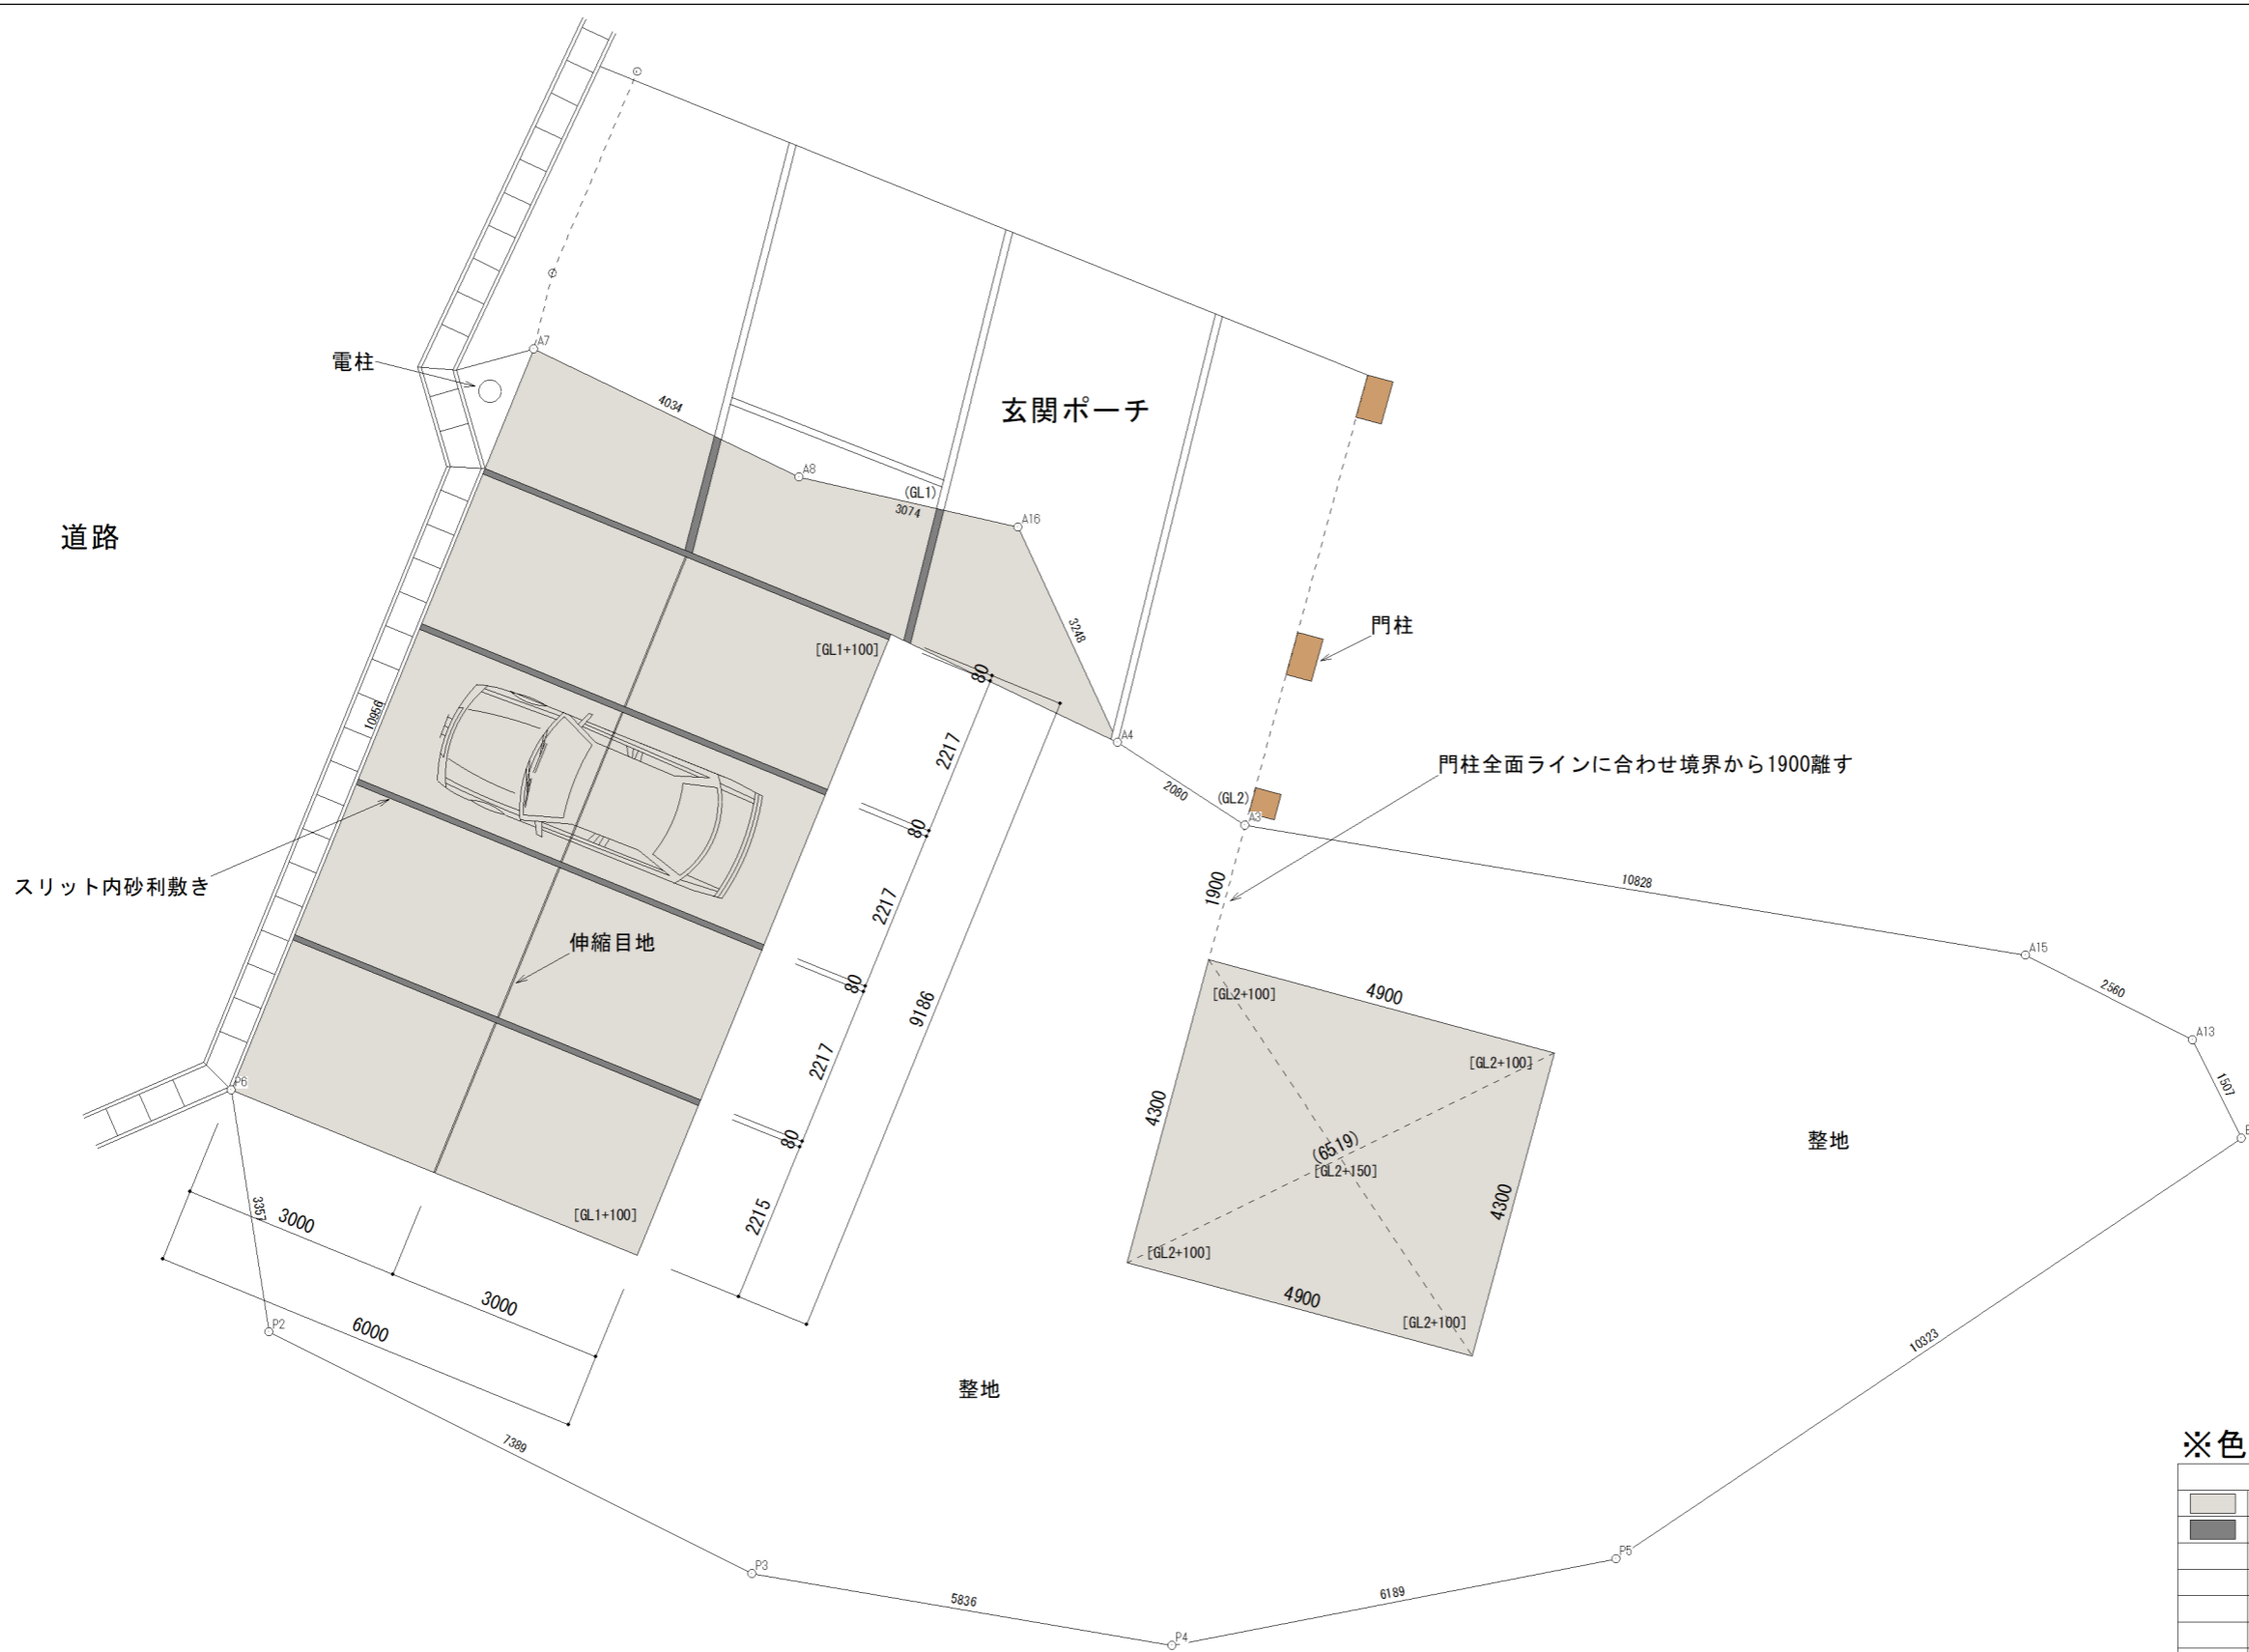 電柱
A7
4034
玄関ポーチ
A8
(GL1)
3074
A16
道路
3248
門柱
[GL1+100]
80
2217
10956
A4
門柱全面ラインに合わせ境界から1900離す
2080
(GL2)
A3
80
スリット内砂利敷き
10828
1900
2217
伸縮目地
A15
80
9186
[GL2+100]
4900
2560
A13
2217
[GL2+100]
P6
1507
4300
80
(6519)
整地
[GL2+150]
4300
3357
3000
2215
[GL1+100]
[GL2+100]
4900
3000
P2
6000
[GL2+100]
10323
整地
7389
※色
P3
P5
5836
6189
P4